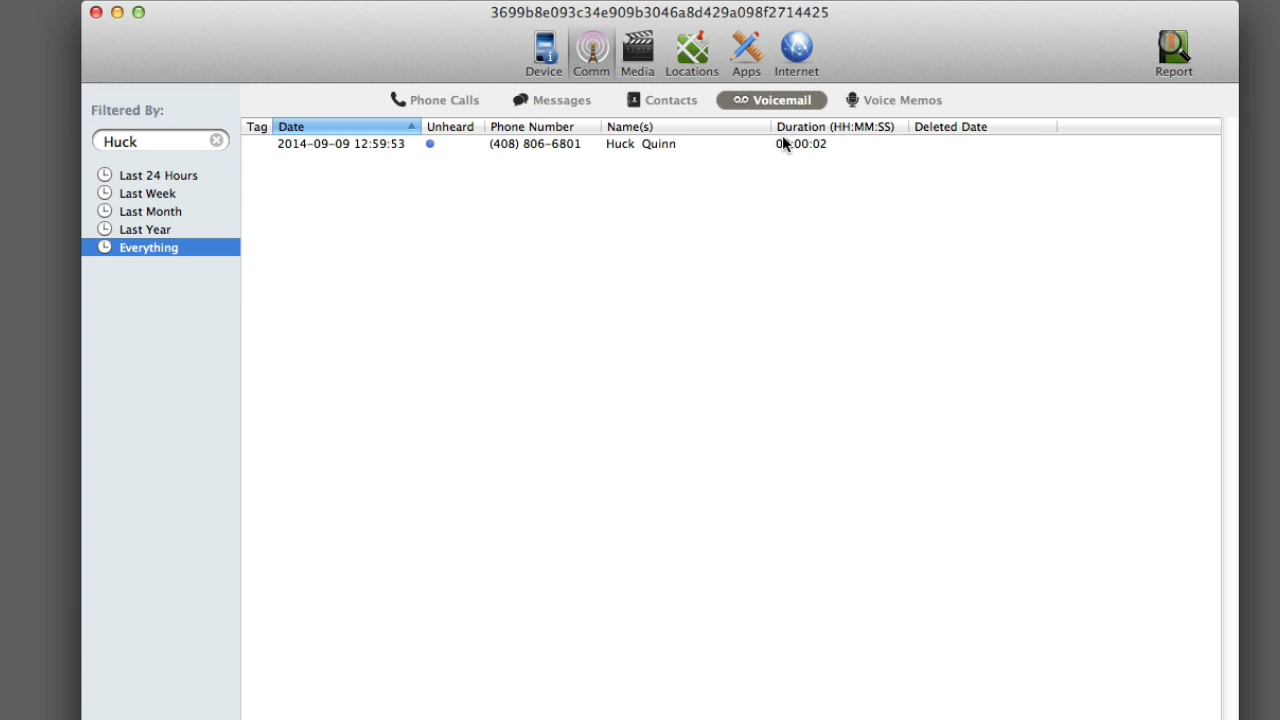 3699b8e093c34e909b3046a8d429a098f2714425
Device Comm Media Locations Apps Internet Report
Phone Calls Messages Contacts Voicemail Voice Memos
Filtered By:
Huck
Last 24 Hours
Last Week
Last Month
Last Year
Everything
Tag Date Unheard Phone Number Name(s) Duration (HH:MM:SS) Deleted Date
2014-09-09 12:59:53 (408) 806-6801 Huck Quinn